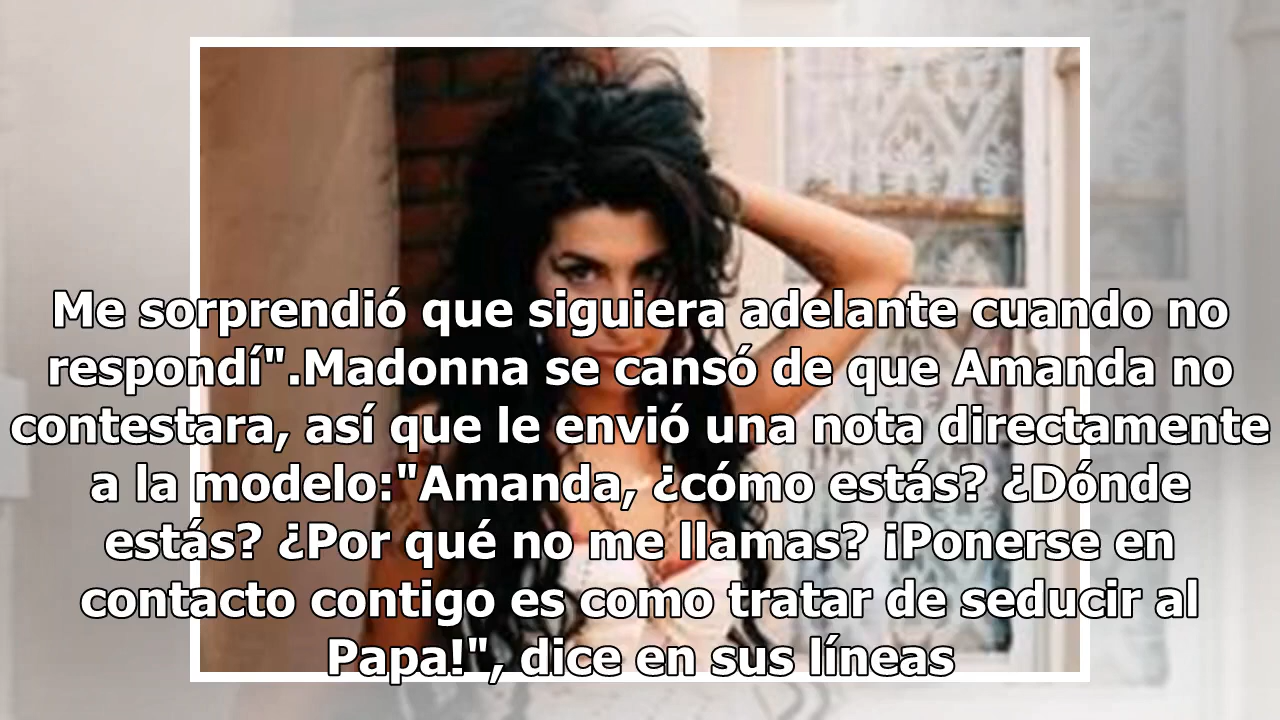 Me sorprendió que siguiera adelante cuando no
respondí".Madonna se cansó de que Amanda no
contestara, así que le envió una nota directamente
a la modelo:"Amanda, ¿cómo estás? ¿Dónde
estás? ¿Por qué no me llamas? ¡Ponerse en
contacto contigo es como tratar de seducir al
Papa!", dice en sus líneas